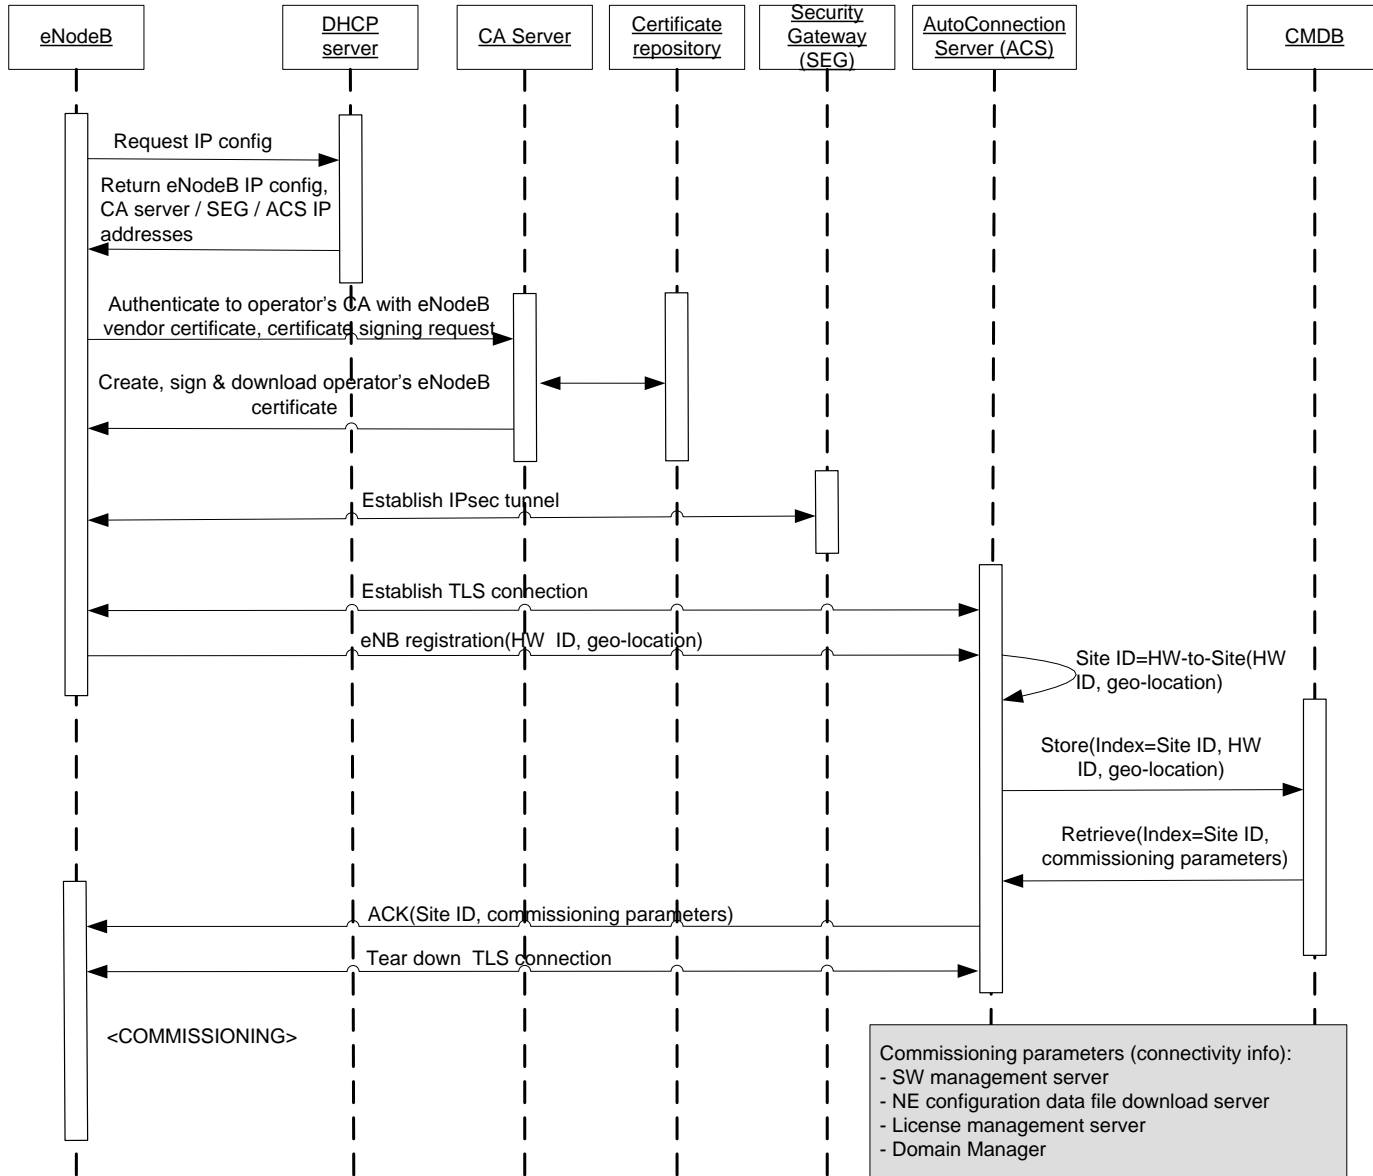 eNodeB
DHCP
server
CA Server
Certificate
repository
Security
Gateway
(SEG)
AutoConnection
Server (ACS)
CMDB
Request IP config
Return eNodeB IP config,
CA server / SEG / ACS IP
addresses
Authenticate to operator’s CA with eNodeB
vendor certificate, certificate signing request
Create, sign & download operator’s eNodeB
certificate
Establish IPsec tunnel
Establish TLS connection
eNB registration(HW ID, geo-location)
Site ID=HW-to-Site(HW
ID, geo-location)
Store(Index=Site ID, HW
ID, geo-location)
Retrieve(Index=Site ID,
commissioning parameters)
ACK(Site ID, commissioning parameters)
Tear down TLS connection
<COMMISSIONING>
Commissioning parameters (connectivity info):
- SW management server
- NE configuration data file download server
- License management server
- Domain Manager